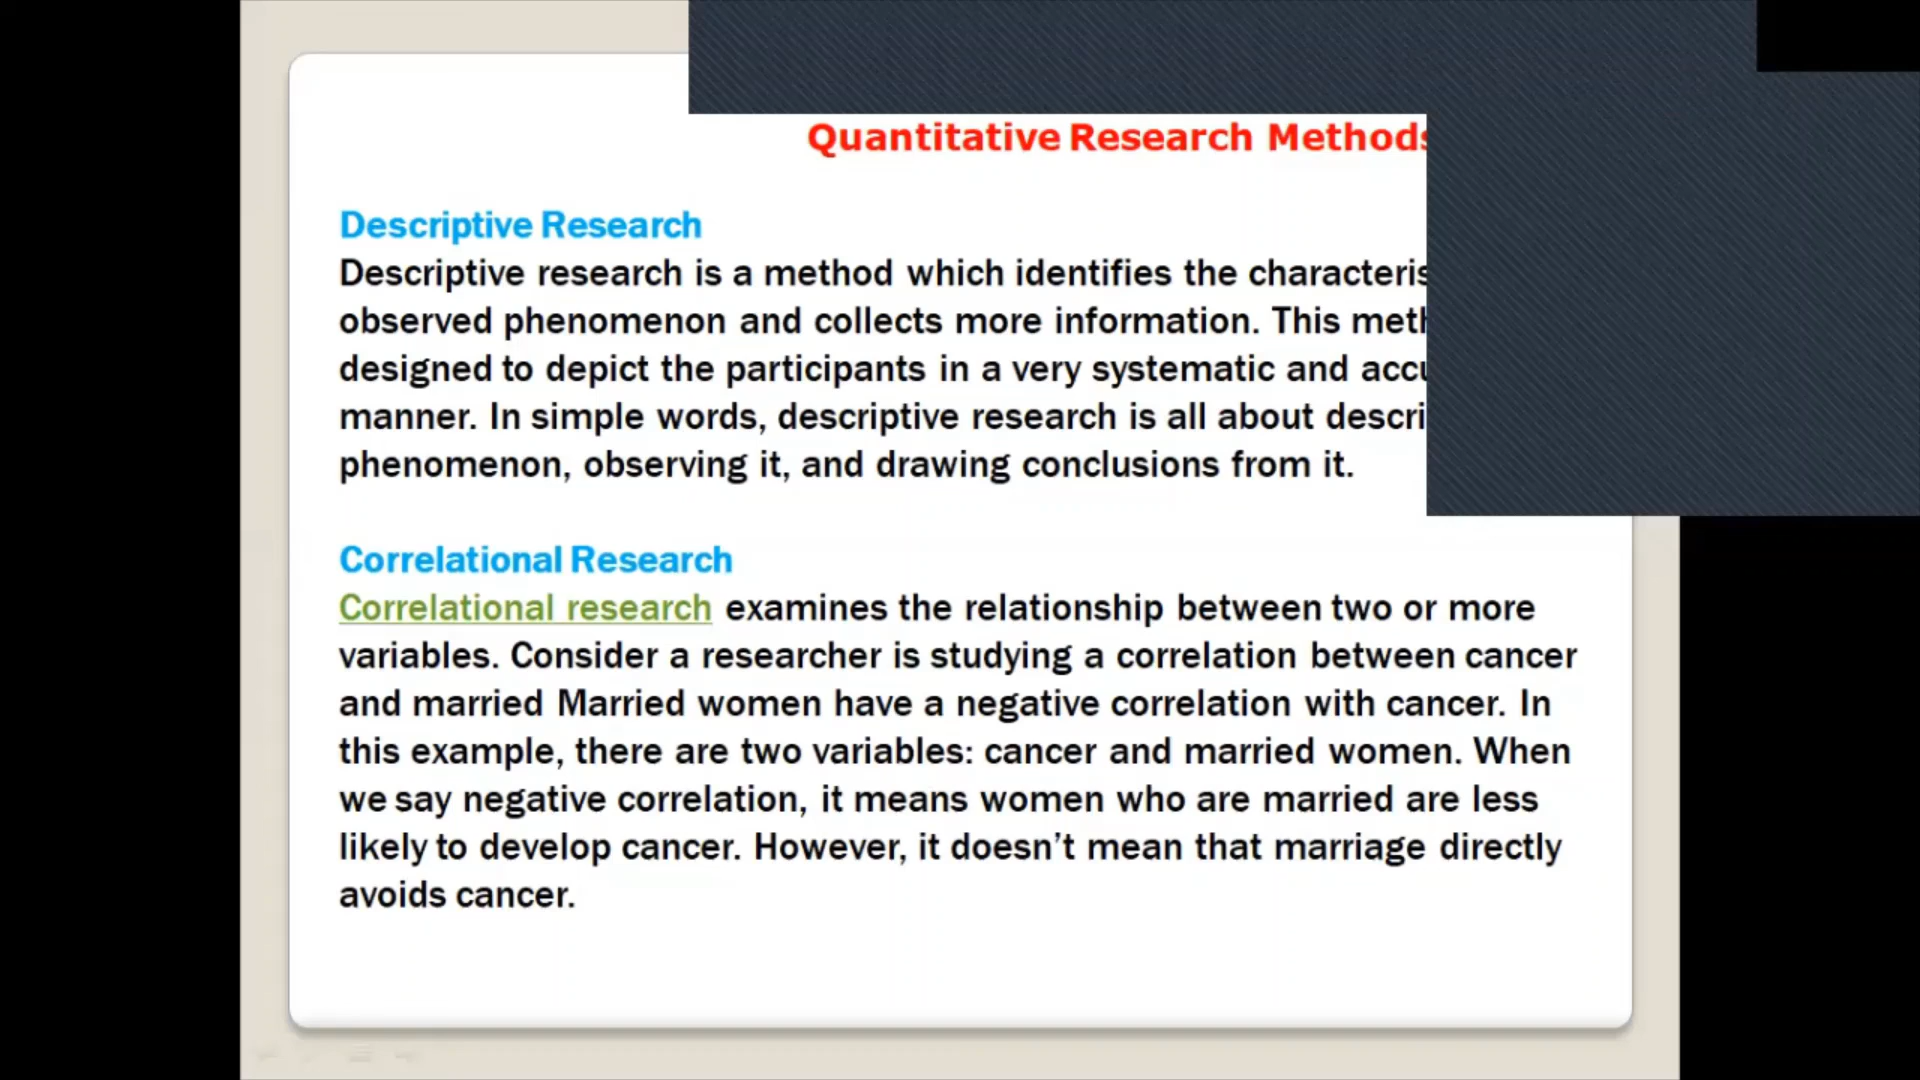 Quantitative Research Methods
Descriptive Research
Descriptive research is a method which identifies the
observed phenomenon and collects more information. This
designed to depict the participants in a very systematic and
manner. In simple words, descriptive research is all about
phenomenon, observing it, and drawing conclusions from it.
Correlational Research
Correlational research examines the relationship between two or more
variables. Consider a researcher is studying a correlation between cancer
and married Married women have a negative correlation with cancer. In
this example, there are two variables: cancer and married women. When
we say negative correlation, it means women who are married are less
likely to develop cancer. However, it doesn’t mean that marriage directly
avoids cancer.